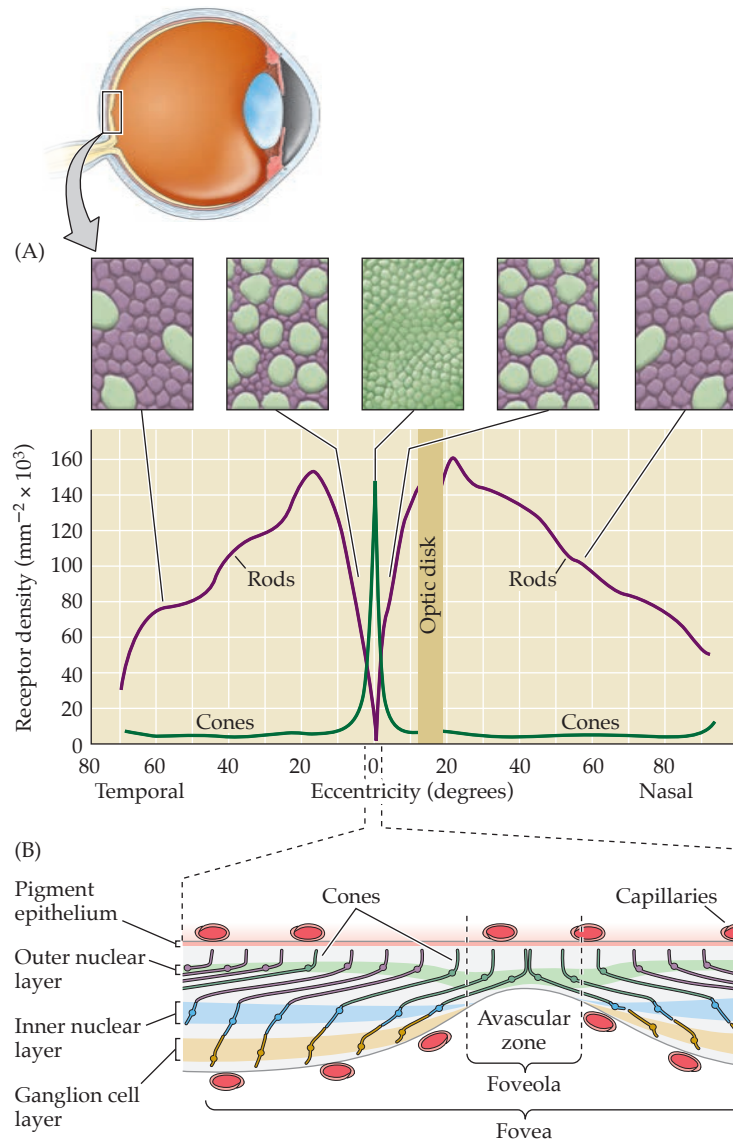 (A)
Receptor density (mm⁻² × 10³)
160
140
120
100
80
60
40
20
0
Rods
Cones
Optic disk
Rods
Cones
80 60 40 20 0 20 40 60 80
Temporal Eccentricity (degrees) Nasal
(B)
Pigment
epithelium
Cones
Capillaries
Outer nuclear
layer
Inner nuclear
layer
Avascular
zone
Ganglion cell
layer
Foveola
Fovea